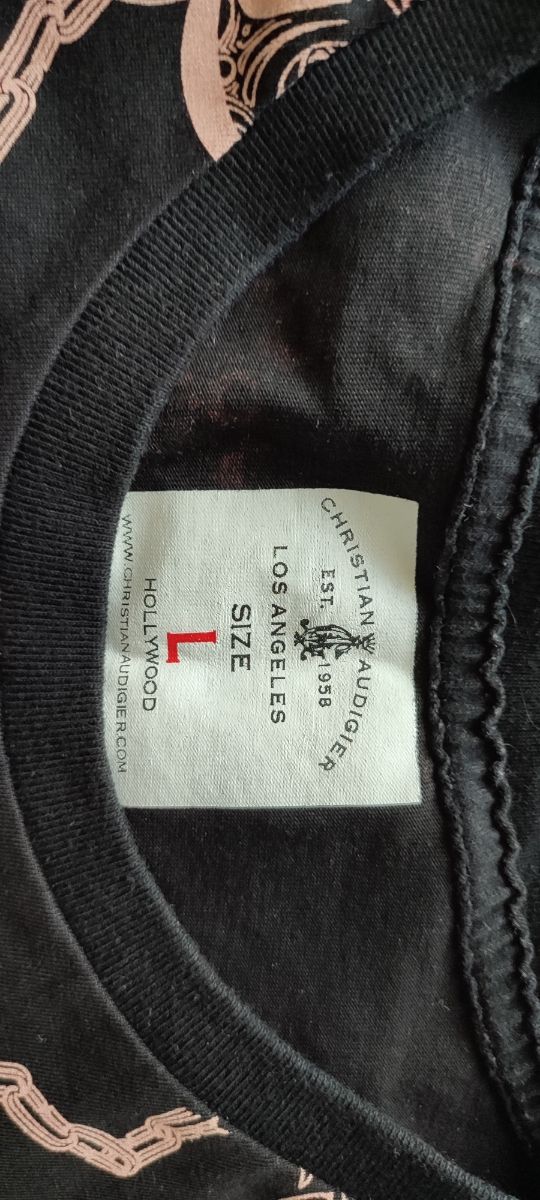 CHRISTIAN AUDIGIER
EST. 1958
LOS ANGELES
SIZE
L
HOLLYWOOD
WWW.CHRISTIANAUDIGIER.COM